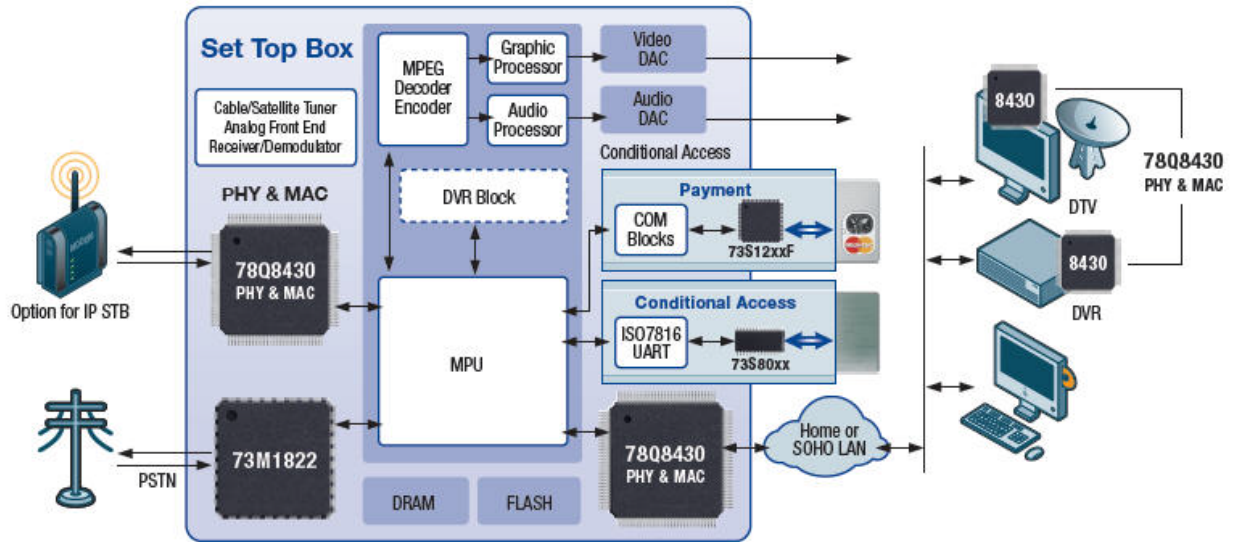 Set Top Box
Cable/Satellite Tuner
Analog Front End
Receiver/Demodulator
MPEG
Decoder
Encoder
Graphic
Processor
Audio
Processor
Video
DAC
Audio
DAC
DVR Block
MPU
DRAM
FLASH
PHY & MAC
78Q8430
PHY & MAC
Option for IP STB
73M1822
PSTN
Conditional Access
Payment
COM
Blocks
73S12xxF
Conditional Access
ISO7816
UART
73S80xx
78Q8430
PHY & MAC
Home or
SOHO LAN
8430
DTV
8430
DVR
78Q8430
PHY & MAC